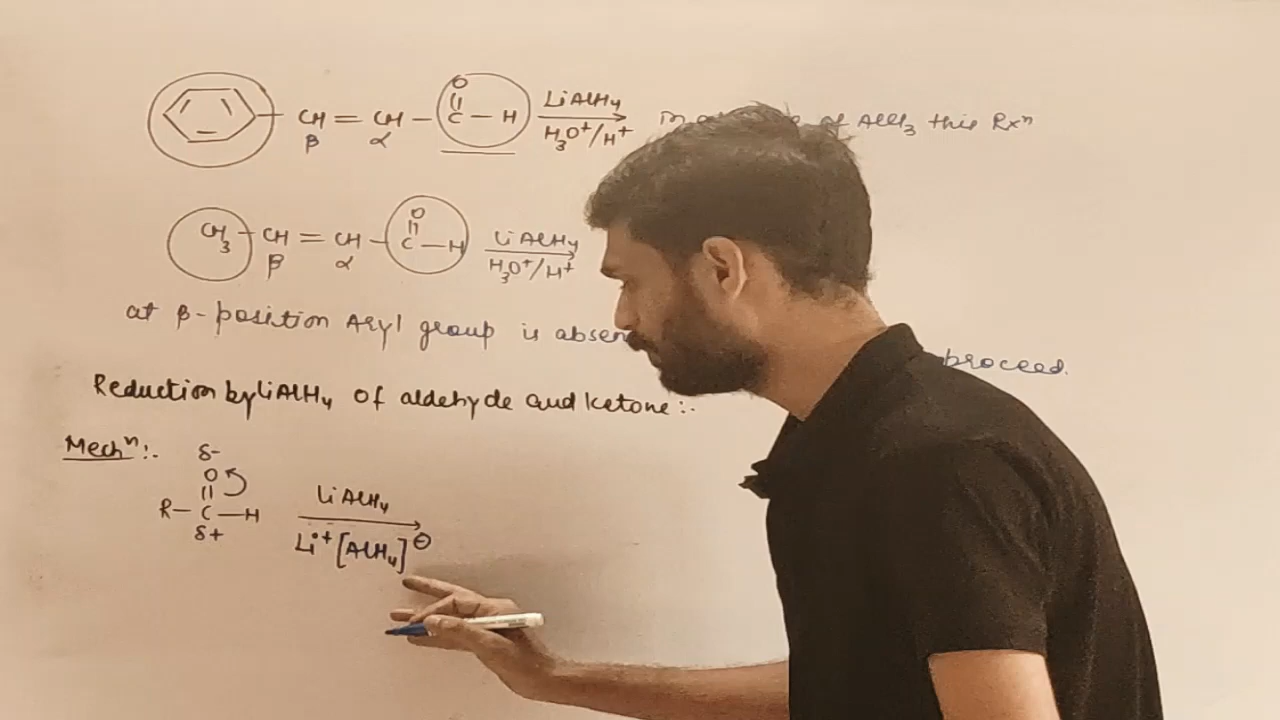 CH = CH - C - H LiAlH4 of AlCl3 this Rxn
O
β α H3O+/H+
CH3 - CH = CH - C - H LiAlH4
O
β α H3O+/H+
at β-position Aryl group is proceed.
Reduction by LiAlH4 of aldehyde and ketone:-
Mechn:- δ-
O
R- C -H LiAlH4
δ+ Li+[AlH4]⊖